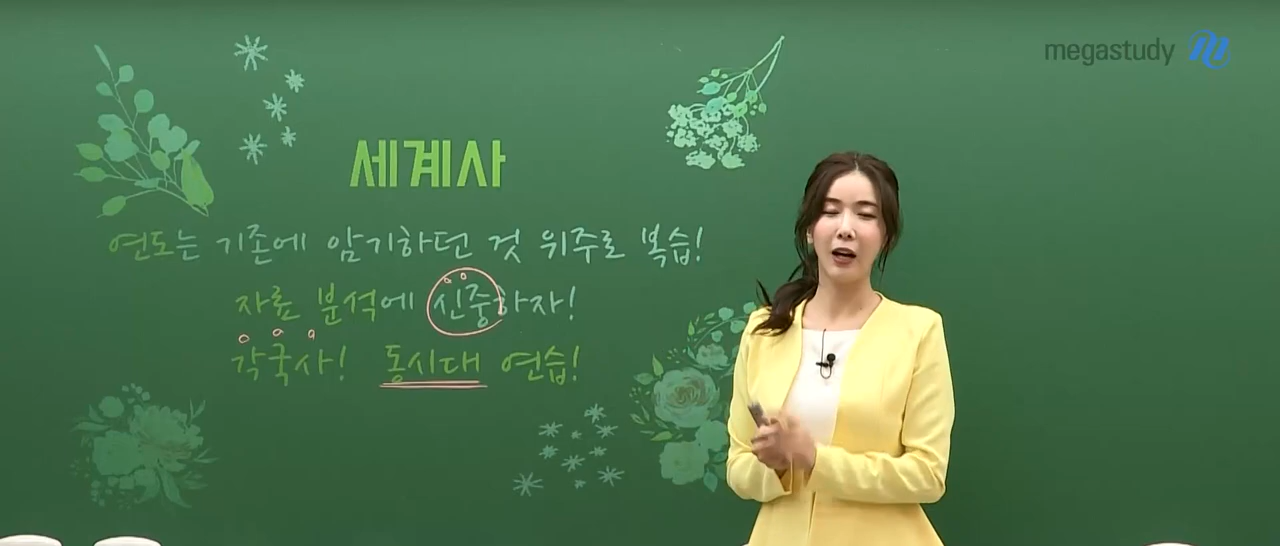 megastudy
세계사
연도는 기존에 암기하던 것 위주로 복습!
자료 분석에 신중하자!
각국사! 동시대 연습!